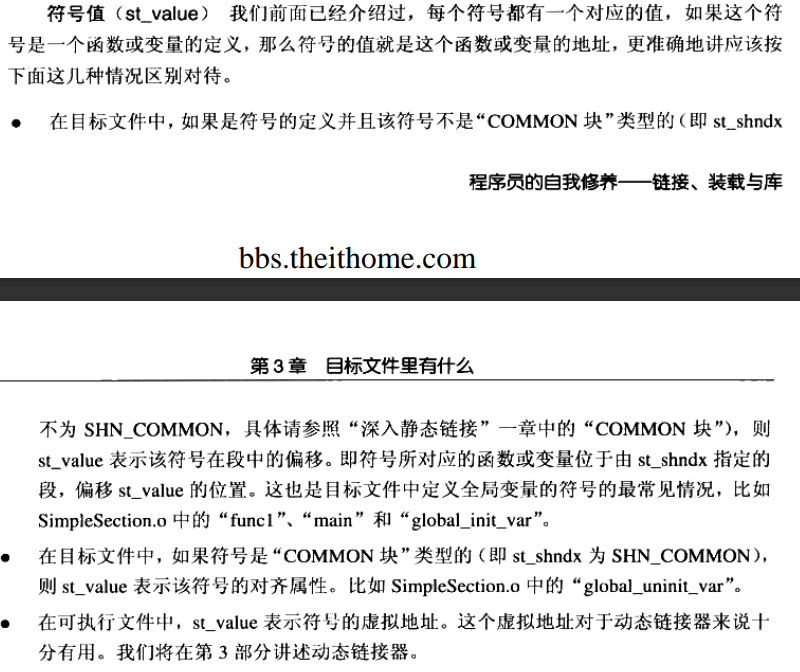 符号值（st_value） 我们前面已经介绍过，每个符号都有一个对应的值，如果这个符
号是一个函数或变量的定义，那么符号的值就是这个函数或变量的地址，更准确地讲应该按
下面这几种情况区别对待。
● 在目标文件中，如果是符号的定义并且该符号不是“COMMON 块”类型的（即 st_shndx
程序员的自我修养——链接、装载与库
bbs.theithome.com
第 3 章 目标文件里有什么
不为 SHN_COMMON，具体请参照“深入静态链接”一章中的“COMMON 块”），则
st_value 表示该符号在段中的偏移。即符号所对应的函数或变量位于由 st_shndx 指定的
段，偏移 st_value 的位置。这也是目标文件中定义全局变量的符号的最常见情况，比如
SimpleSection.o 中的“func1”、“main”和“global_init_var”。
● 在目标文件中，如果符号是“COMMON 块”类型的（即 st_shndx 为 SHN_COMMON），
则 st_value 表示该符号的对齐属性。比如 SimpleSection.o 中的“global_uninit_var”。
● 在可执行文件中，st_value 表示符号的虚拟地址。这个虚拟地址对于动态链接器来说十
分有用。我们将在第 3 部分讲述动态链接器。